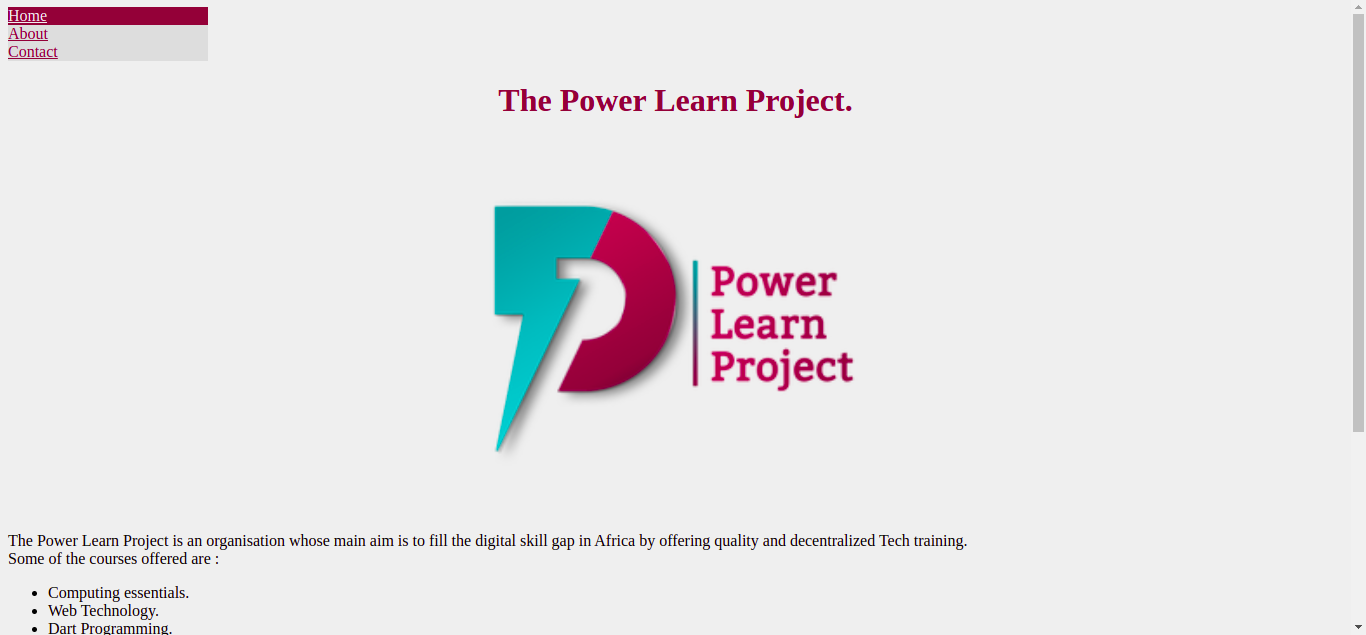 Home
About
Contact
The Power Learn Project.
Power
Learn
Project
The Power Learn Project is an organisation whose main aim is to fill the digital skill gap in Africa by offering quality and decentralized Tech training.
Some of the courses offered are :
Computing essentials.
Web Technology.
Dart Programming.